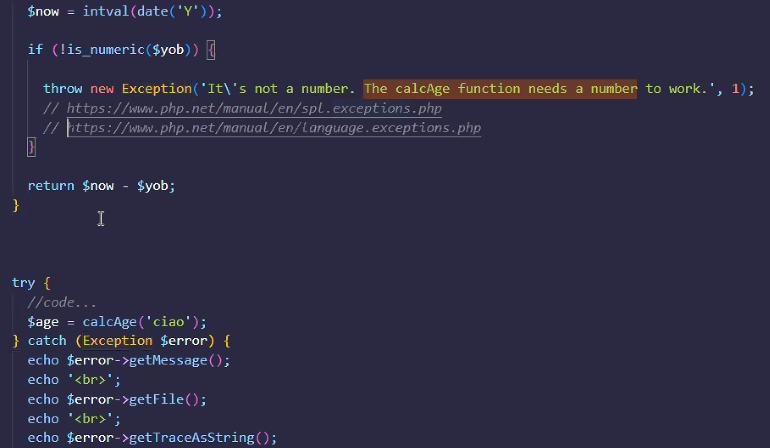 $now = intval(date('Y'));
if (!is_numeric($yob)) {
throw new Exception('It\'s not a number. The calcAge function needs a number to work.', 1);
// https://www.php.net/manual/en/spl.exceptions.php
// https://www.php.net/manual/en/language.exceptions.php
}
return $now - $yob;
}
try {
//code...
$age = calcAge('ciao');
} catch (Exception $error) {
echo $error->getMessage();
echo '<br>';
echo $error->getFile();
echo '<br>';
echo $error->getTraceAsString();